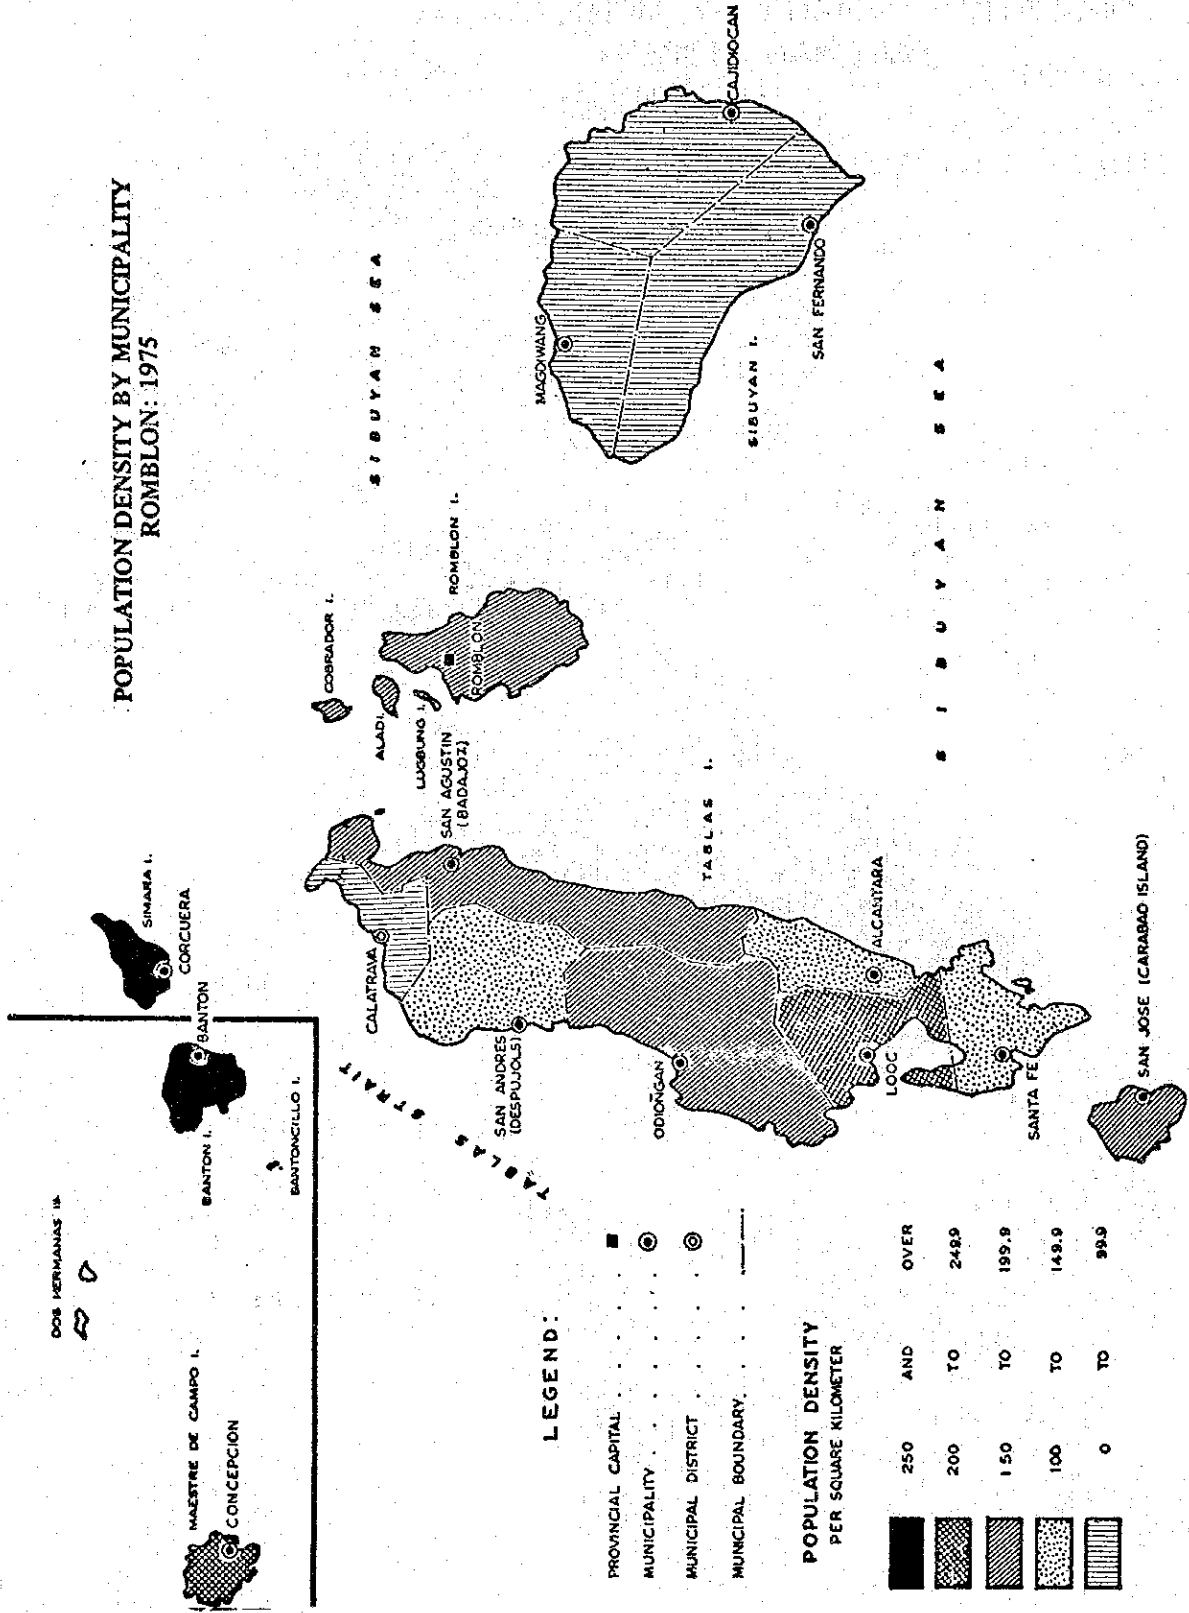 POPULATION DENSITY BY MUNICIPALITY
ROMBLON: 1975
DOS HERMANAS IS
MAESTRE DE CAMPO I.
CONCEPCION
BANTON I.
BANTON
BANTONCILLO I.
SIMARA I.
CORCUERA
SIBUYAN SEA
COBRADOR I.
ALAD I.
LUGBUNG I.
ROMBLON I.
ROMBLON
SAN AGUSTIN
(BADAJOZ)
CALATRAVA
TABLAS STRAIT
SAN ANDRES
(DESPUJOLS)
ODIONGAN
TABLAS I.
ALCANTARA
LOOC
SANTA FE
SAN JOSE (CARABAO ISLAND)
MAGDIWANG
CAJIDIOCAN
SAN FERNANDO
SIBUYAN I.
SIBUYAN SEA
LEGEND:
PROVINCIAL CAPITAL . . . . .
MUNICIPALITY . . . . . . .
MUNICIPAL DISTRICT . . . . .
MUNICIPAL BOUNDARY. . . .
POPULATION DENSITY
PER SQUARE KILOMETER
250 AND OVER
200 TO 249.9
150 TO 199.9
100 TO 149.9
0 TO 99.9